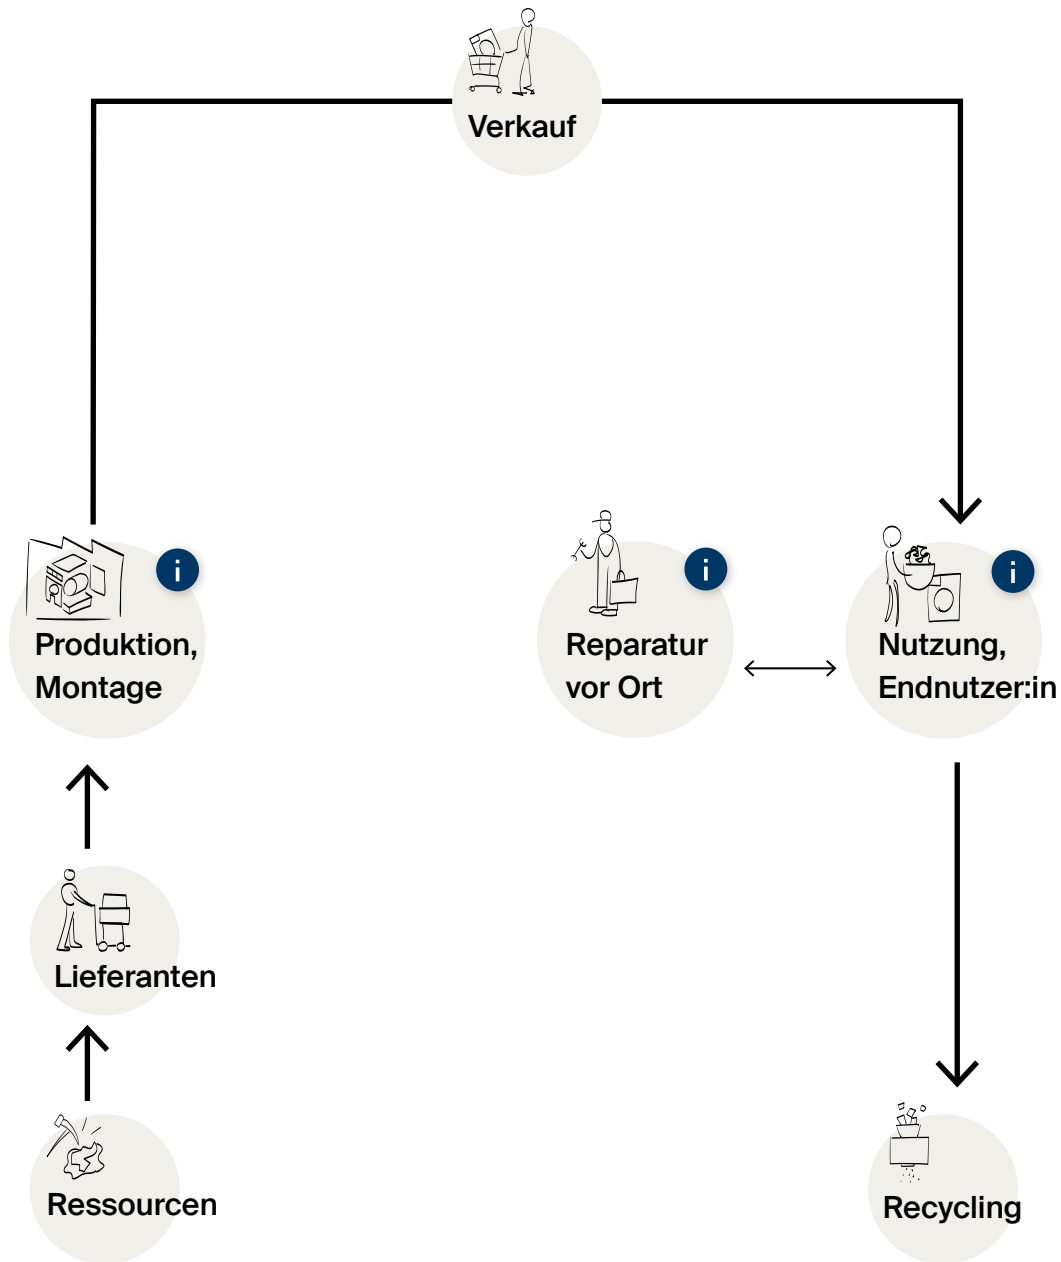 Verkauf
i
Produktion,
Montage
i
Reparatur
vor Ort
i
Nutzung,
Endnutzer:in
Lieferanten
Ressourcen
Recycling